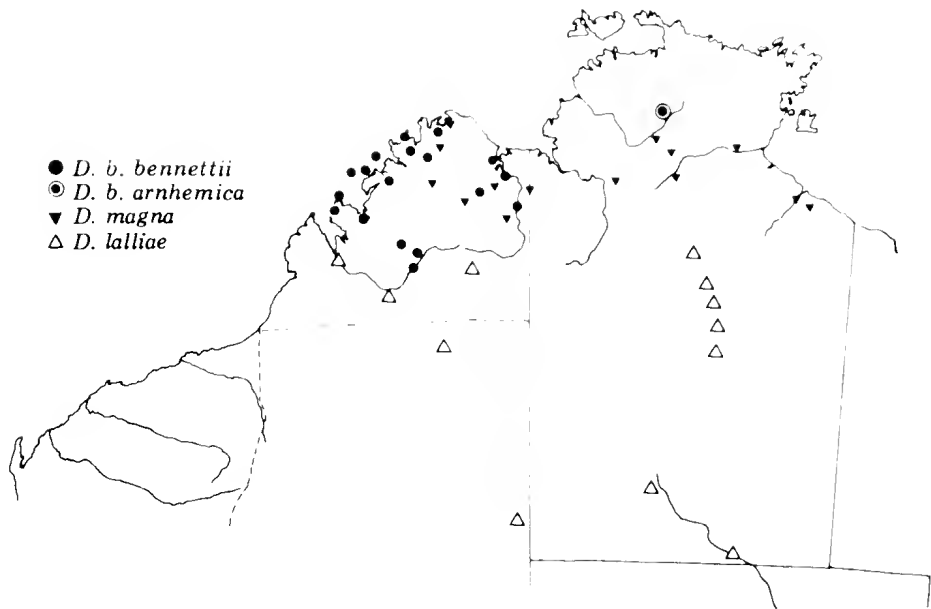 ● D. b. bennettii
◉ D. b. arnhemica
▼ D. magna
△ D. lalliae